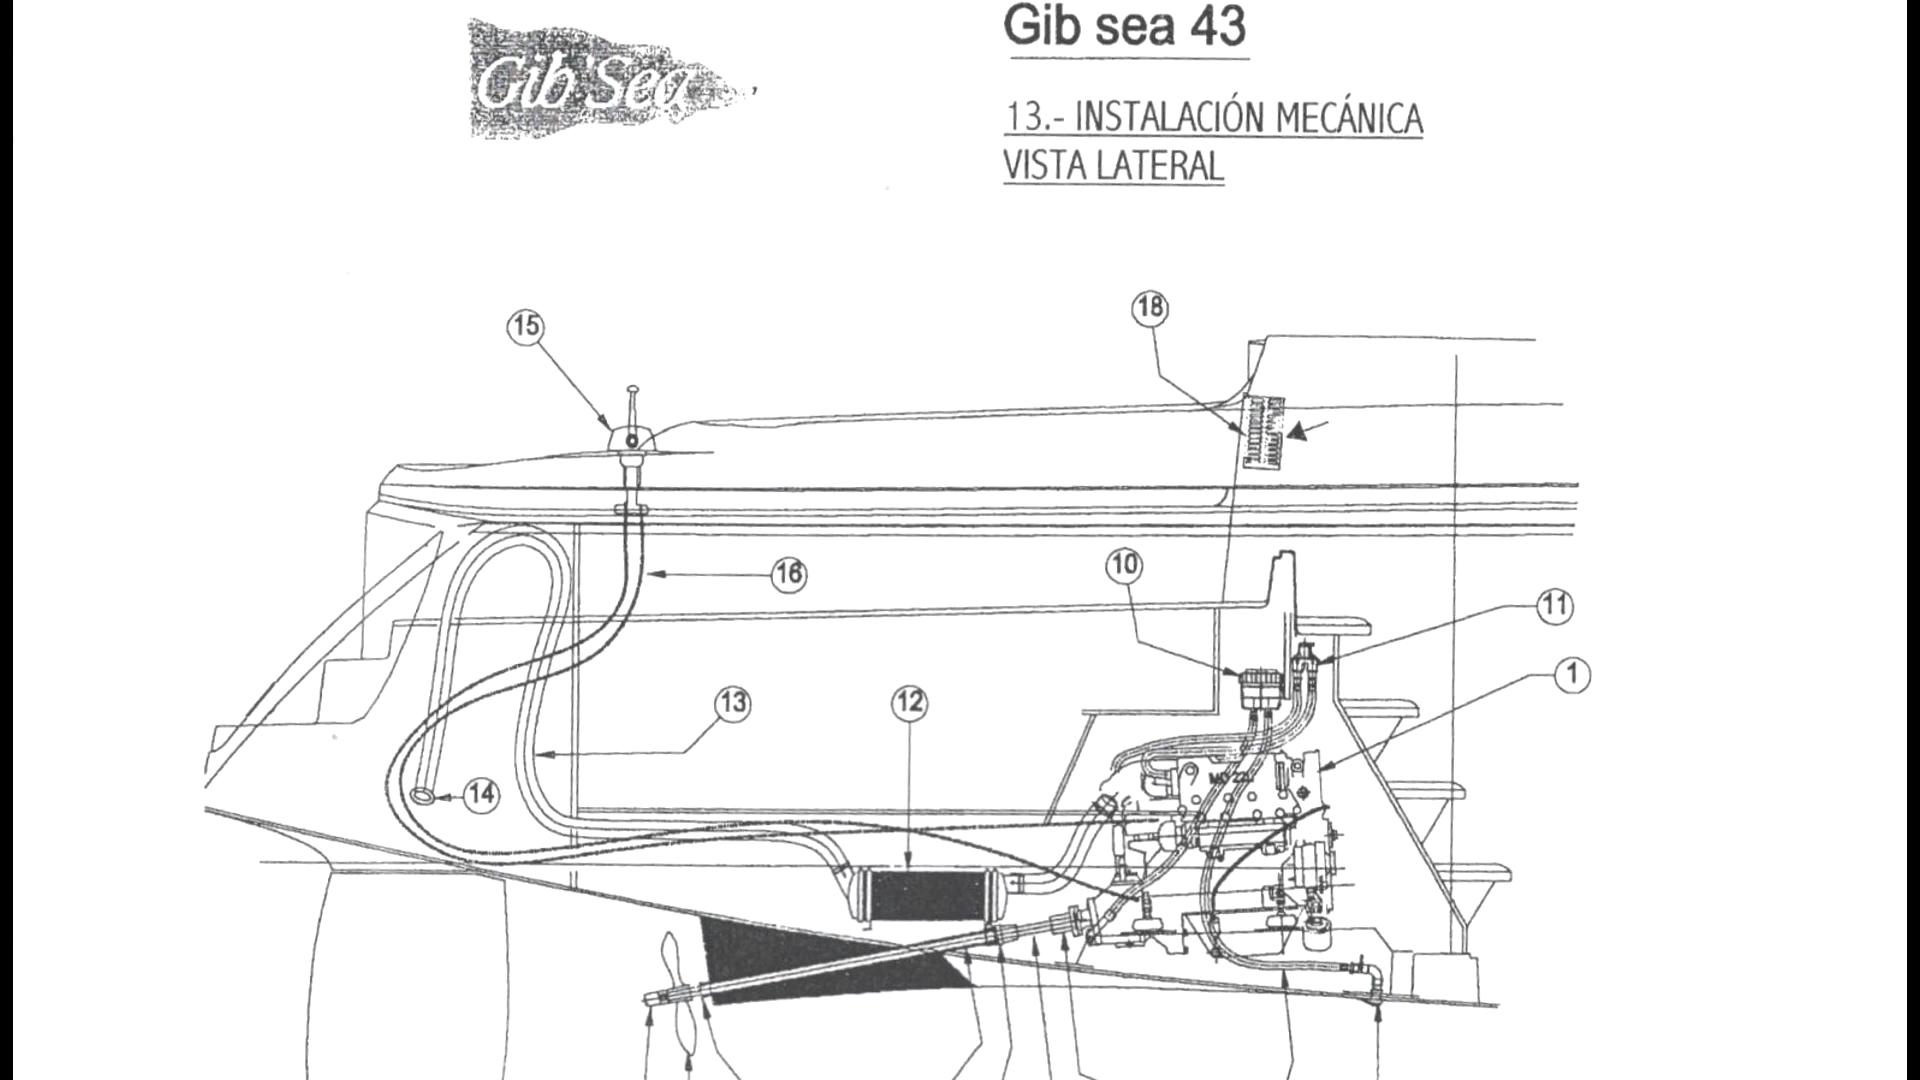 Gib'Sea
Gib sea 43
13.- INSTALACIÓN MECÁNICA
VISTA LATERAL
18
15
10
16
11
1
12
13
14